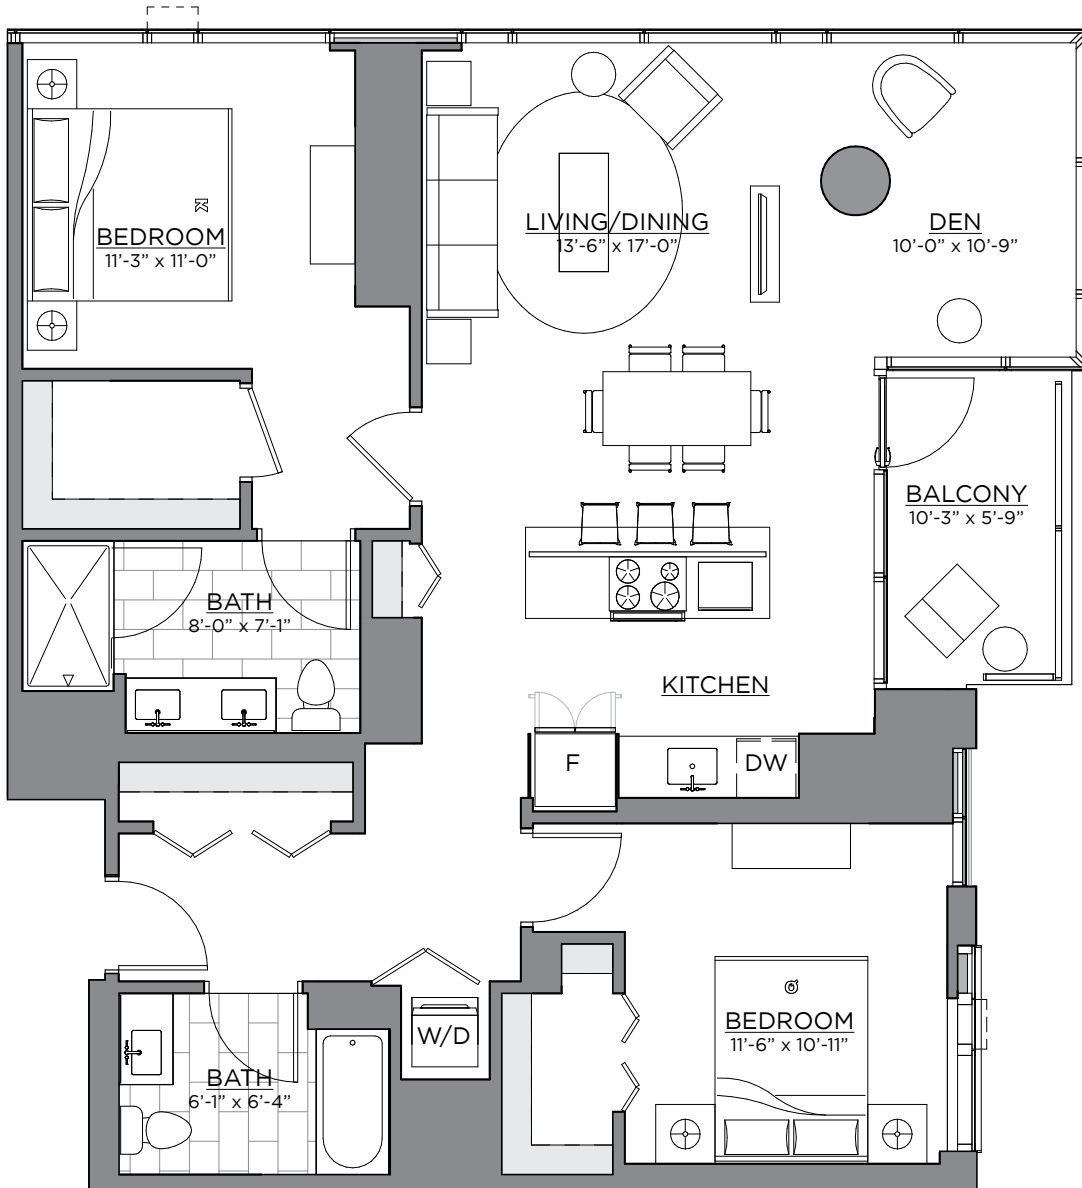 BEDROOM
11'-3" x 11'-0"
K
LIVING/DINING
13'-6" x 17'-0"
DEN
10'-0" x 10'-9"
BALCONY
10'-3" x 5'-9"
BATH
8'-0" x 7'-1"
KITCHEN
F
DW
W/D
BEDROOM
11'-6" x 10'-11"
BATH
6'-1" x 6'-4"